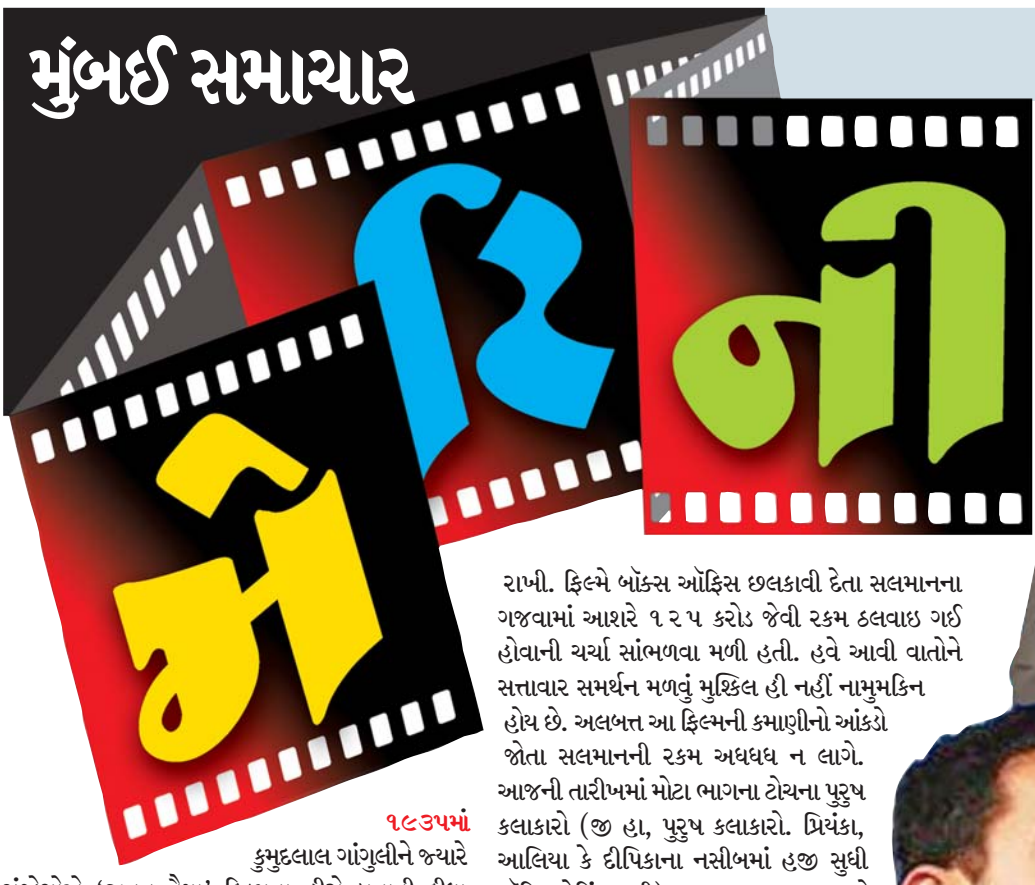 મુંબઈ સમાચાર
મેટિની
૧૯૩૫માં
કુમુદલાલ ગાંગુલીને જ્યારે
રાખી. ફિલ્મે બૉક્સ ઑફિસ છલકાવી દેતા સલમાનના
ગજવામાં આશરે ૧૨૫ કરોડ જેવી રકમ ઠલવાઇ ગઈ
હોવાની ચર્ચા સાંભળવા મળી હતી. હવે આવી વાતોને
સત્તાવાર સમર્થન મળવું મુશ્કિલ હી નહીં નામુમકિન
હોય છે. અલબત્ત આ ફિલ્મની કમાણીનો આંકડો
જોતા સલમાનની રકમ અધધધ ન લાગે.
આજની તારીખમાં મોટા ભાગના ટોચના પુરુષ
કલાકારો (જી હા, પુરુષ કલાકારો. પ્રિયંકા,
આલિયા કે દીપિકાના નસીબમાં હજી સુધી